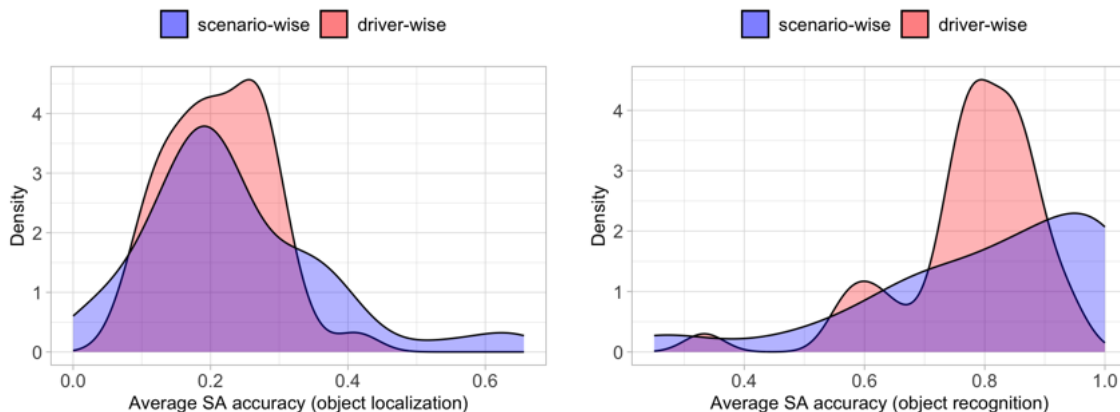 scenario-wise driver-wise
4
3
2
1
0
Density
0.0 0.2 0.4 0.6
Average SA accuracy (object localization)
scenario-wise driver-wise
4
3
2
1
0
Density
0.4 0.6 0.8 1.0
Average SA accuracy (object recognition)